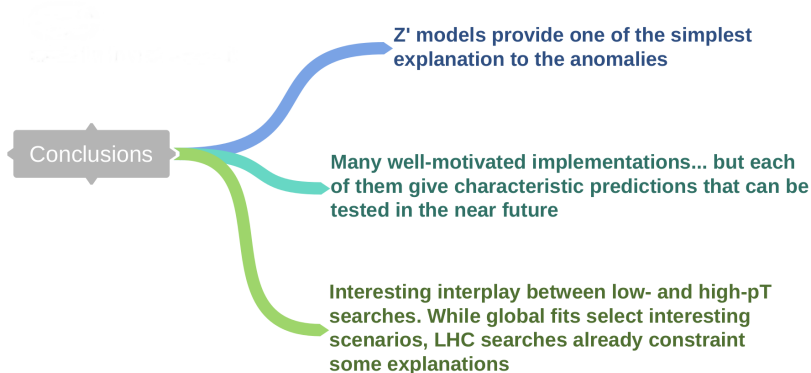 Z' models provide one of the simplest
explanation to the anomalies
Conclusions
Many well-motivated implementations... but each
of them give characteristic predictions that can be
tested in the near future
Interesting interplay between low- and high-pT
searches. While global fits select interesting
scenarios, LHC searches already constraint
some explanations